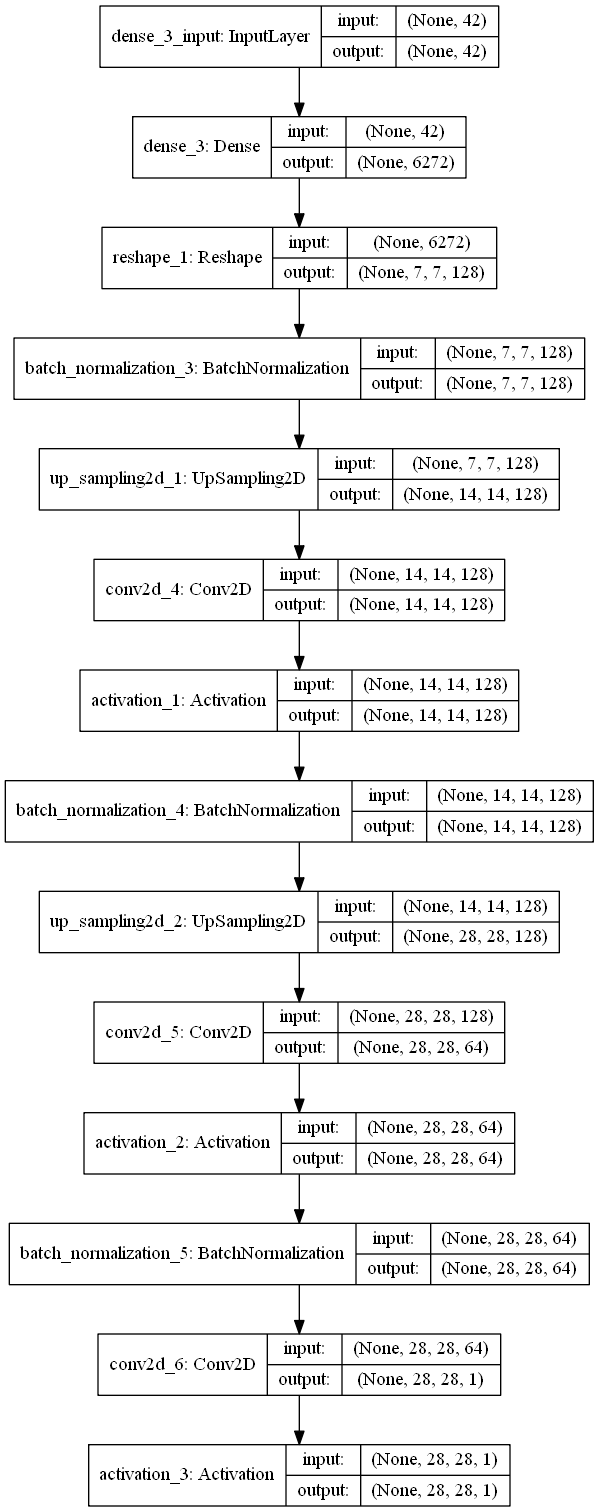 dense_3_input: InputLayer
input: (None, 42)
output: (None, 42)
dense_3: Dense
input: (None, 42)
output: (None, 6272)
reshape_1: Reshape
input: (None, 6272)
output: (None, 7, 7, 128)
batch_normalization_3: BatchNormalization
input: (None, 7, 7, 128)
output: (None, 7, 7, 128)
up_sampling2d_1: UpSampling2D
input: (None, 7, 7, 128)
output: (None, 14, 14, 128)
conv2d_4: Conv2D
input: (None, 14, 14, 128)
output: (None, 14, 14, 128)
activation_1: Activation
input: (None, 14, 14, 128)
output: (None, 14, 14, 128)
batch_normalization_4: BatchNormalization
input: (None, 14, 14, 128)
output: (None, 14, 14, 128)
up_sampling2d_2: UpSampling2D
input: (None, 14, 14, 128)
output: (None, 28, 28, 128)
conv2d_5: Conv2D
input: (None, 28, 28, 128)
output: (None, 28, 28, 64)
activation_2: Activation
input: (None, 28, 28, 64)
output: (None, 28, 28, 64)
batch_normalization_5: BatchNormalization
input: (None, 28, 28, 64)
output: (None, 28, 28, 64)
conv2d_6: Conv2D
input: (None, 28, 28, 64)
output: (None, 28, 28, 1)
activation_3: Activation
input: (None, 28, 28, 1)
output: (None, 28, 28, 1)